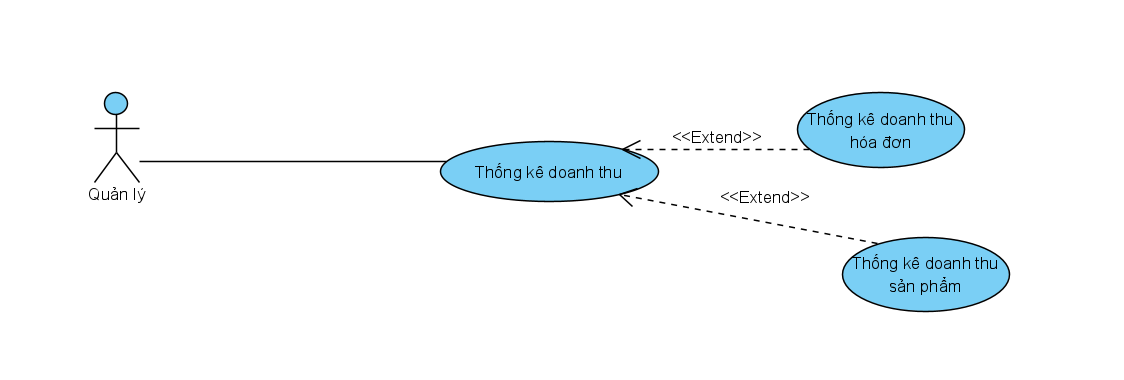 Quản lý
Thống kê doanh thu
<<Extend>>
Thống kê doanh thu
hóa đơn
<<Extend>>
Thống kê doanh thu
sản phẩm